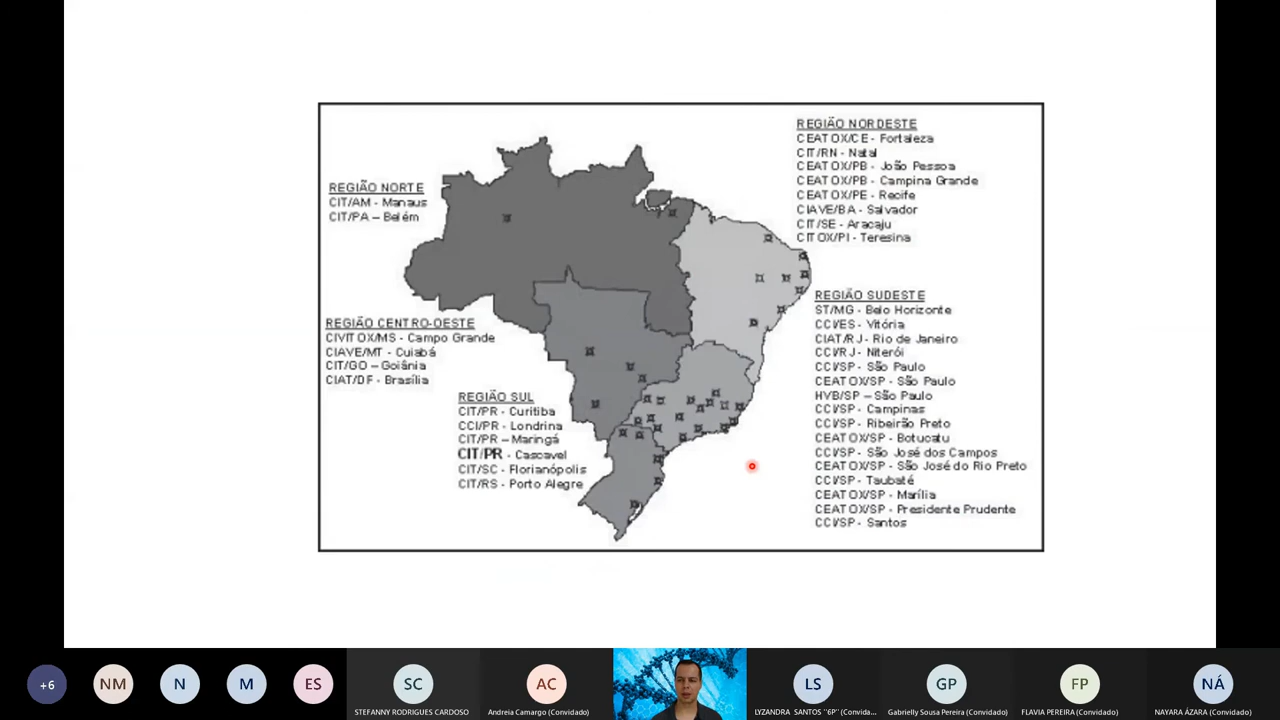 REGIÃO NORTE
CIT/AM - Manaus
CIT/PA – Belém
REGIÃO NORDESTE
CEATOX/CE - Fortaleza
CIT/RN - Natal
CEATOX/PB - João Pessoa
CEATOX/PB - Campina Grande
CEATOX/PE - Recife
CIAVE/BA - Salvador
CIT/SE - Aracaju
CITOX/PI - Teresina
REGIÃO CENTRO-OESTE
CIVITOX/MS - Campo Grande
CIAVE/MT - Cuiabá
CIT/GO – Goiânia
CIAT/DF - Brasília
REGIÃO SUL
CIT/PR - Curitiba
CCI/PR - Londrina
CIT/PR – Maringá
CIT/PR - Cascavel
CIT/SC - Florianópolis
CIT/RS - Porto Alegre
REGIÃO SUDESTE
ST/MG - Belo Horizonte
CCI/ES - Vitória
CIAT/RJ - Rio de Janeiro
CCI/RJ - Niterói
CCI/SP - São Paulo
CEATOX/SP - São Paulo
HVB/SP – São Paulo
CCI/SP - Campinas
CCI/SP - Ribeirão Preto
CEATOX/SP - Botucatu
CCI/SP - São José dos Campos
CEATOX/SP - São José do Rio Preto
CCI/SP - Taubaté
CEATOX/SP - Marília
CEATOX/SP - Presidente Prudente
CCI/SP - Santos
+6
NM
N
M
ES
SC
STEFANNY RODRIGUES CARDOSO
AC
Andreia Camargo (Convidado)
LS
LYZANDRA SANTOS "6P" (Convida...
GP
Gabrielly Sousa Pereira (Convidado)
FP
FLAVIA PEREIRA (Convidado)
NÁ
NAYARA ÁZARA (Convidado)